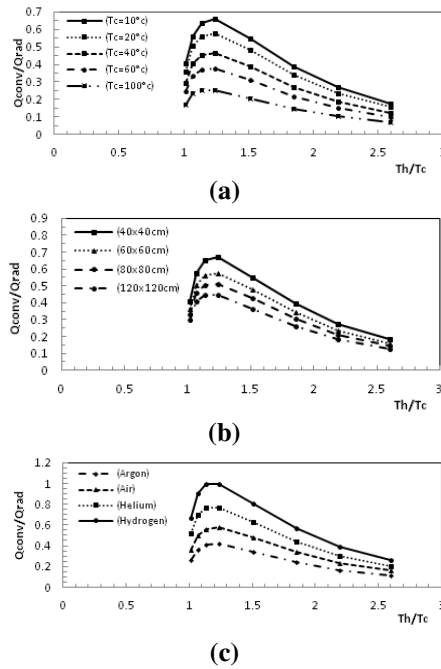 0.7
0.6
0.5
0.4
0.3
0.2
0.1
0
Qconv/Qrad
(Tc=10°c)
(Tc=20°c)
(Tc=40°c)
(Tc=60°c)
(Tc=100°c)
0 0.5 1 1.5 2 2.5 3
Th/Tc
(a)
0.9
0.8
0.7
0.6
0.5
0.4
0.3
0.2
0.1
0
Qconv/Qrad
(40x40cm)
(60x60cm)
(80x80cm)
(120x120cm)
0 0.5 1 1.5 2 2.5 3
Th/Tc
(b)
1.2
1
0.8
0.6
0.4
0.2
0
Qconv/Qrad
(Argon)
(Air)
(Helium)
(Hydrogen)
0 0.5 1 1.5 2 2.5 3
Th/Tc
(c)